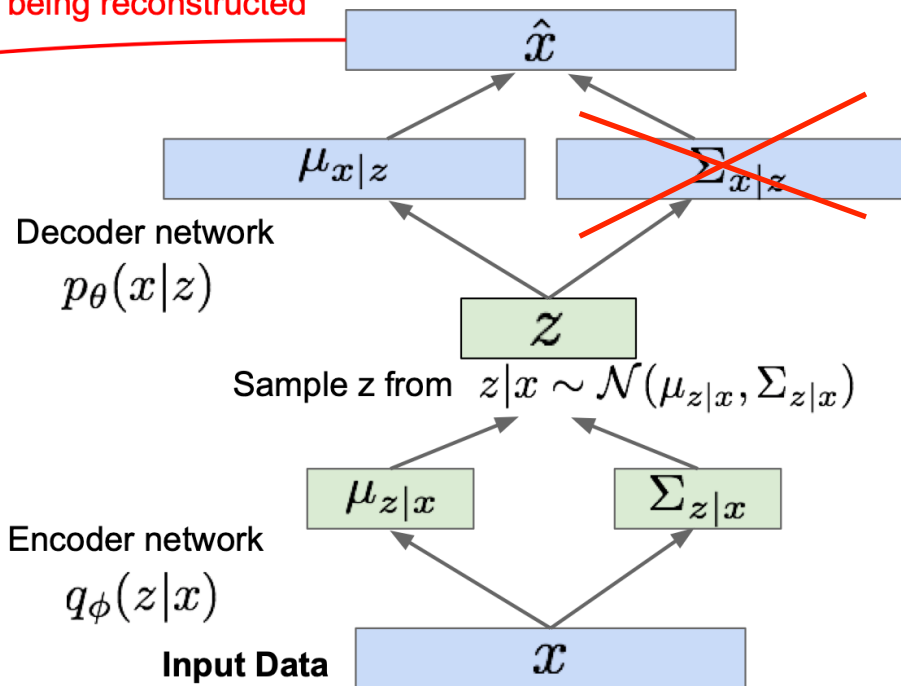 being reconstructed
x̂
μ_{x|z}
Σ_{x|z}
Decoder network
p_θ(x|z)
z
Sample z from z|x ∼ 𝒩(μ_{z|x}, Σ_{z|x})
μ_{z|x}
Σ_{z|x}
Encoder network
q_ϕ(z|x)
Input Data
x